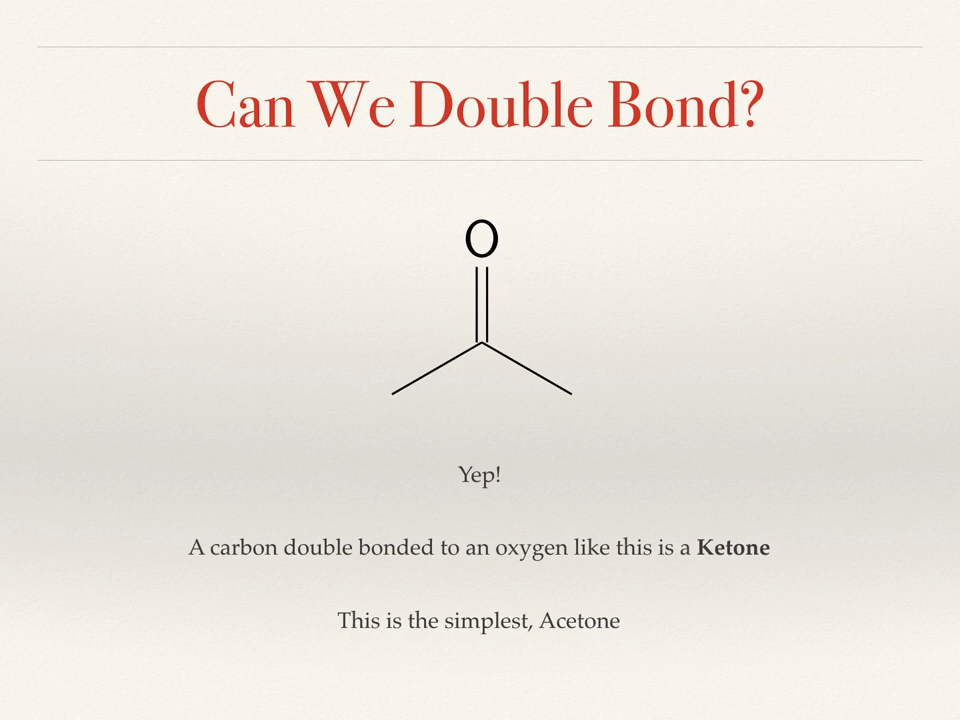 Can We Double Bond?
O
Yep!
A carbon double bonded to an oxygen like this is a Ketone
This is the simplest, Acetone